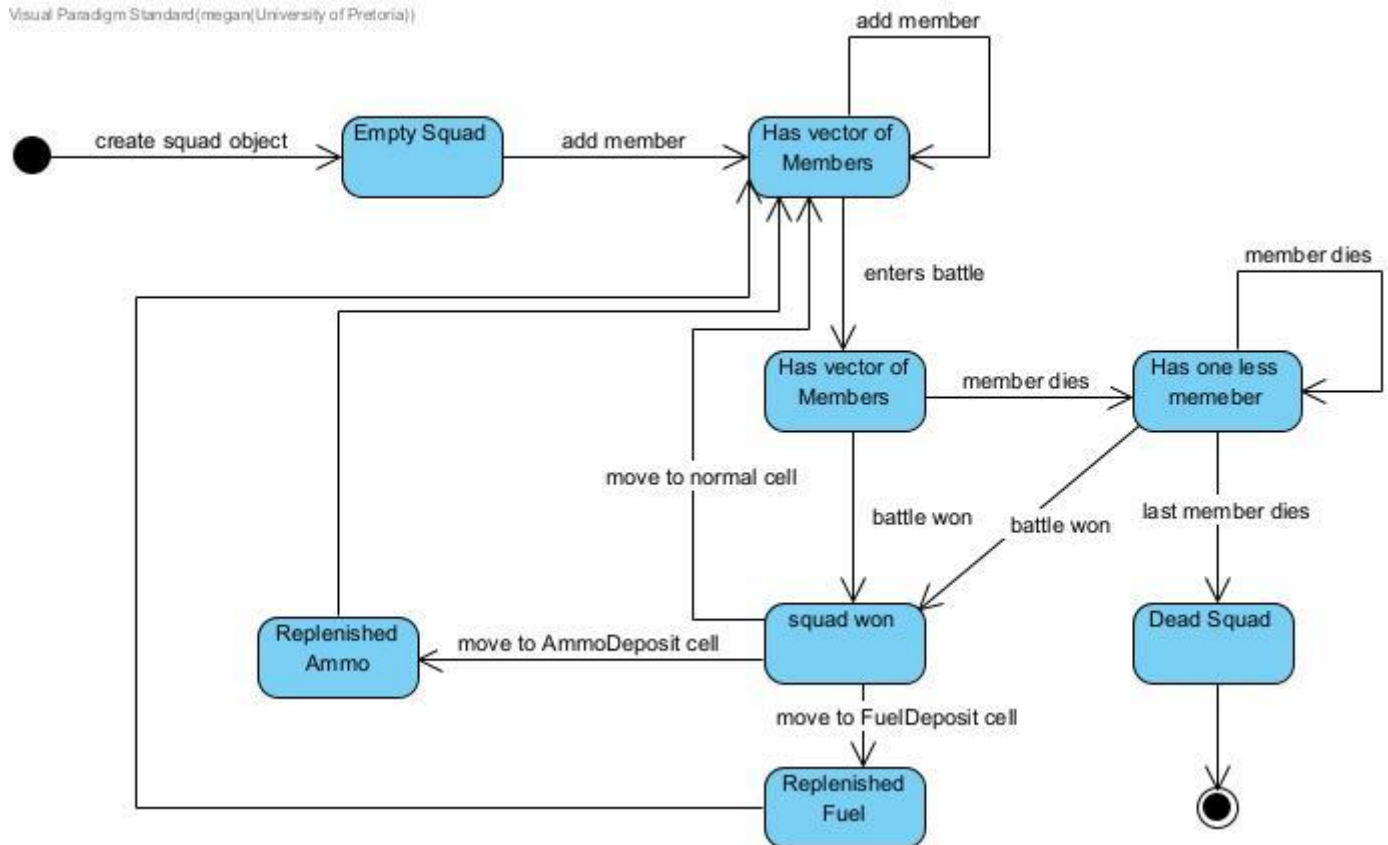 Visual Paradigm Standard(megan(University of Pretoria))
add member
create squad object
Empty Squad
add member
Has vector of
Members
enters battle
member dies
Has vector of
Members
member dies
Has one less
memeber
move to normal cell
battle won
battle won
last member dies
Replenished
Ammo
move to AmmoDeposit cell
squad won
Dead Squad
move to FuelDeposit cell
Replenished
Fuel